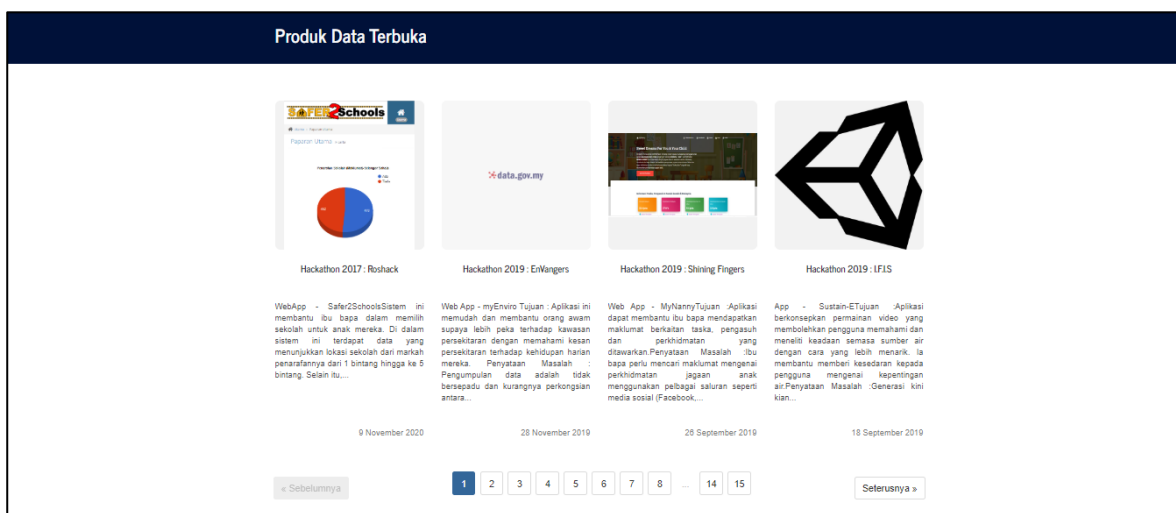 Produk Data Terbuka
SAFER2Schools
Paparan Utama
data.gov.my
Hackathon 2017 : Roshack
Hackathon 2019 : EnVangers
Hackathon 2019 : Shining Fingers
Hackathon 2019 : I.F.I.S
WebApp - Safer2SchoolsSistem ini
membantu ibu bapa dalam memilih
sekolah untuk anak mereka. Di dalam
sistem ini terdapat data yang
menunjukkan lokasi sekolah dari markah
penarafannya dari 1 bintang hingga ke 5
bintang. Selain itu,...
Web App - myEnviro Tujuan : Aplikasi ini
memudah dan membantu orang awam
supaya lebih peka terhadap kawasan
persekitaran dengan memahami kesan
persekitaran terhadap kehidupan harian
mereka. Penyataan Masalah :
Pengumpulan data adalah tidak
bersepadu dan kurangnya perkongsian
antara...
Web App - MyNannyTujuan :Aplikasi
dapat membantu ibu bapa mendapatkan
maklumat berkaitan taska, pengasuh
dan perkhidmatan yang
ditawarkan.Penyataan Masalah :Ibu
bapa perlu mencari maklumat mengenai
perkhidmatan jagaan anak
menggunakan pelbagai saluran seperti
media sosial (Facebook,...
App - Sustain-ETujuan :Aplikasi
berkonsepkan permainan video yang
membolehkan pengguna memahami dan
meneliti keadaan semasa sumber air
dengan cara yang lebih menarik. Ia
membantu memberi kesedaran kepada
pengguna mengenai kepentingan
air.Penyataan Masalah :Generasi kini
kian...
9 November 2020
28 November 2019
26 September 2019
18 September 2019
« Sebelumnya
1 2 3 4 5 6 7 8 ... 14 15
Seterusnya »